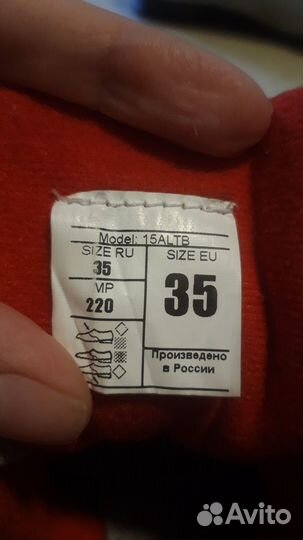 Model: 15ALTB
SIZE RU
35
MP
220
SIZE EU
35
Произведено
в России
Avito